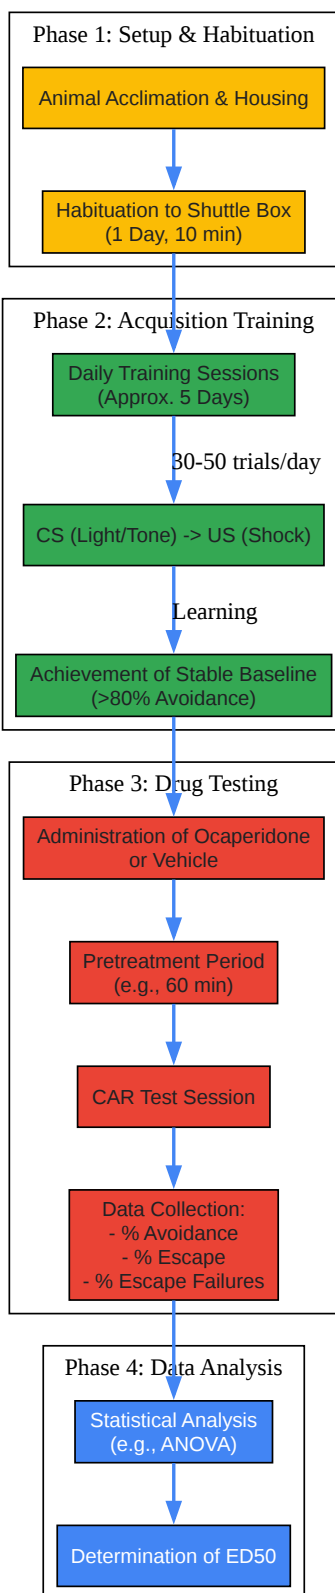 Phase 1: Setup & Habituation
Animal Acclimation & Housing
Habituation to Shuttle Box
(1 Day, 10 min)
Phase 2: Acquisition Training
Daily Training Sessions
(Approx. 5 Days)
30-50 trials/day
CS (Light/Tone) -> US (Shock)
Learning
Achievement of Stable Baseline
(>80% Avoidance)
Phase 3: Drug Testing
Administration of Ocaperidone
or Vehicle
Pretreatment Period
(e.g., 60 min)
CAR Test Session
Data Collection:
- % Avoidance
- % Escape
- % Escape Failures
Phase 4: Data Analysis
Statistical Analysis
(e.g., ANOVA)
Determination of ED50